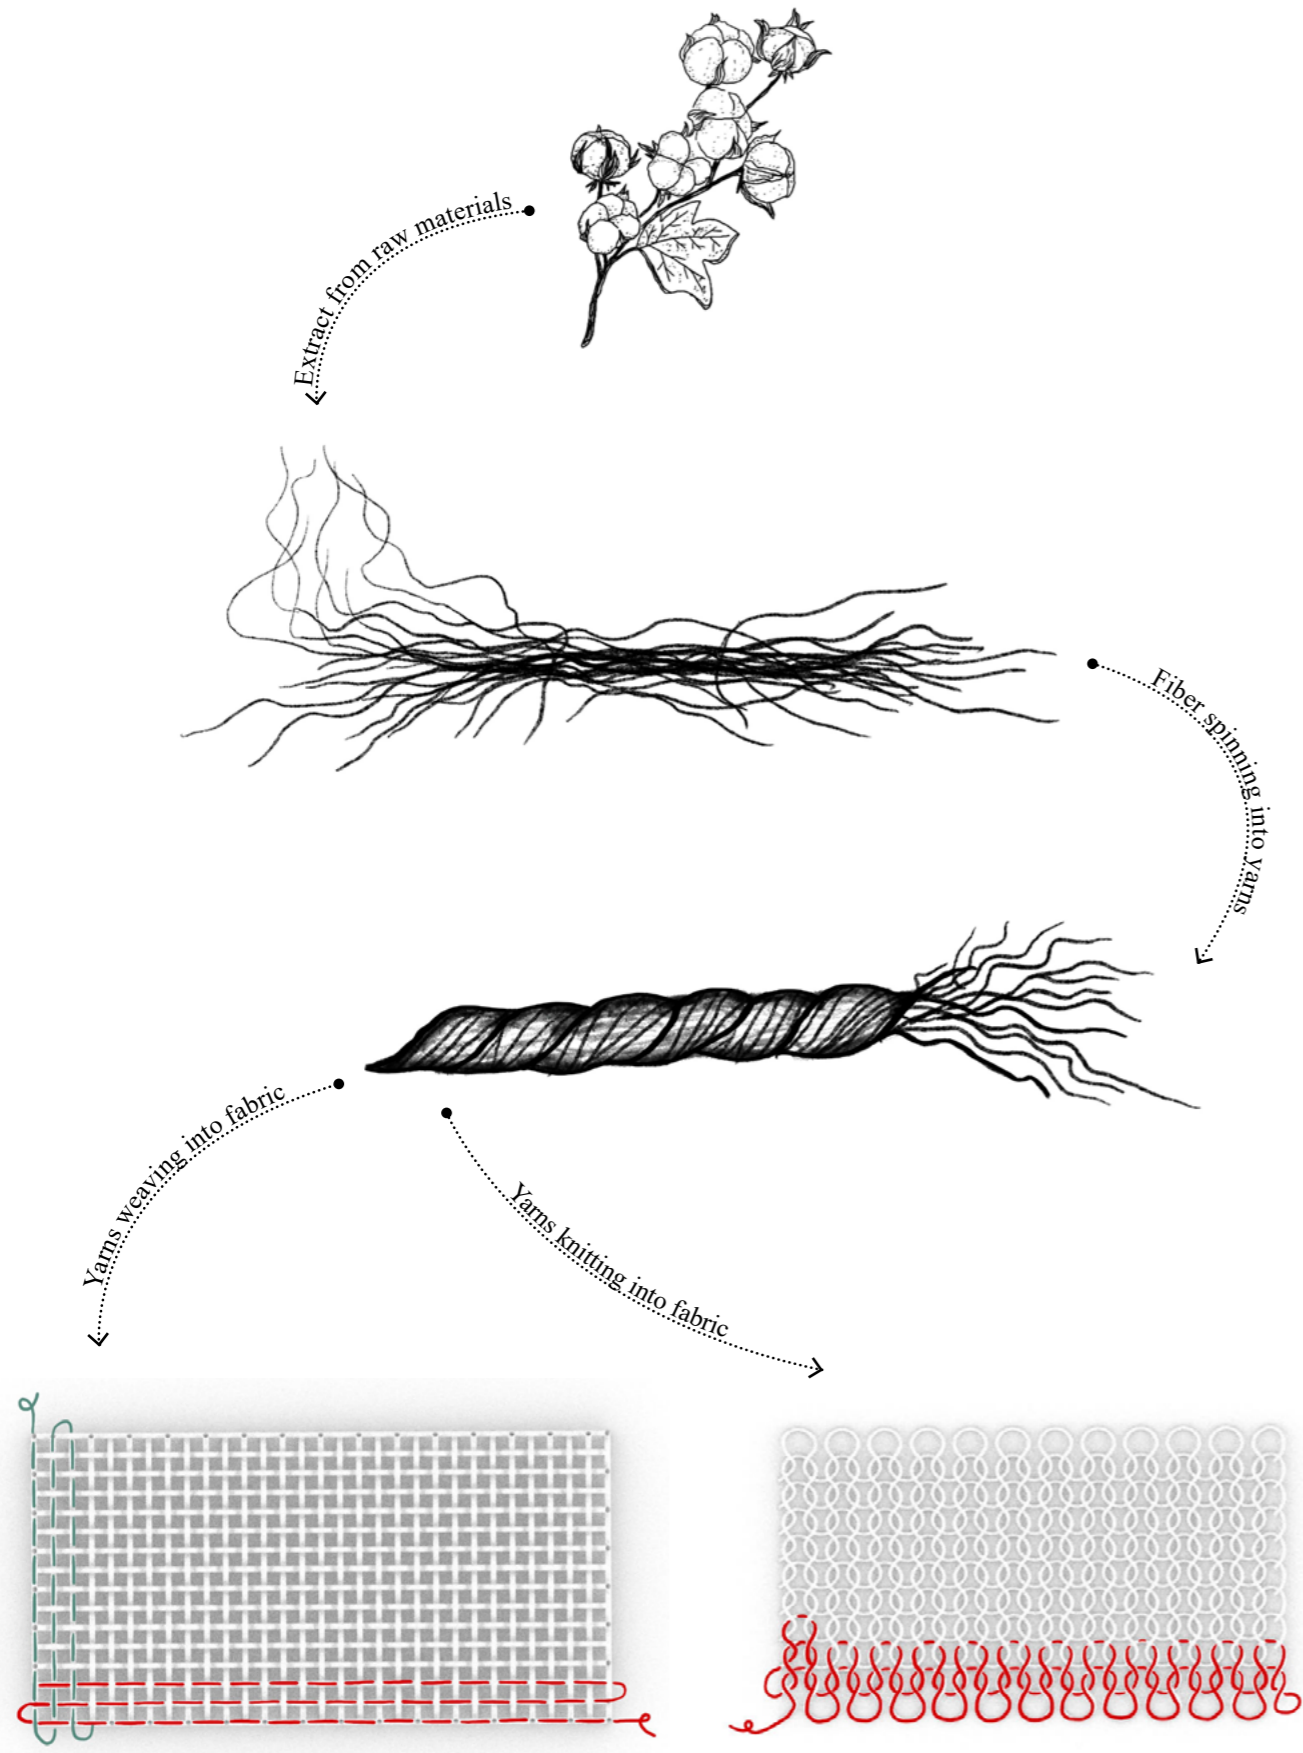 Extract from raw materials
Fiber spinning into yarns
Yarns weaving into fabric
Yarns knitting into fabric